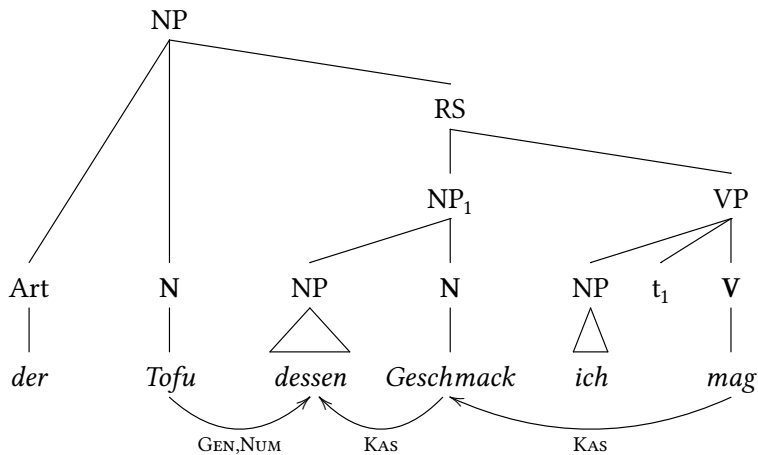 NP
RS
NP₁ VP
Art N NP N NP t₁ V
der Tofu dessen Geschmack ich mag
Gen,Num Kas Kas